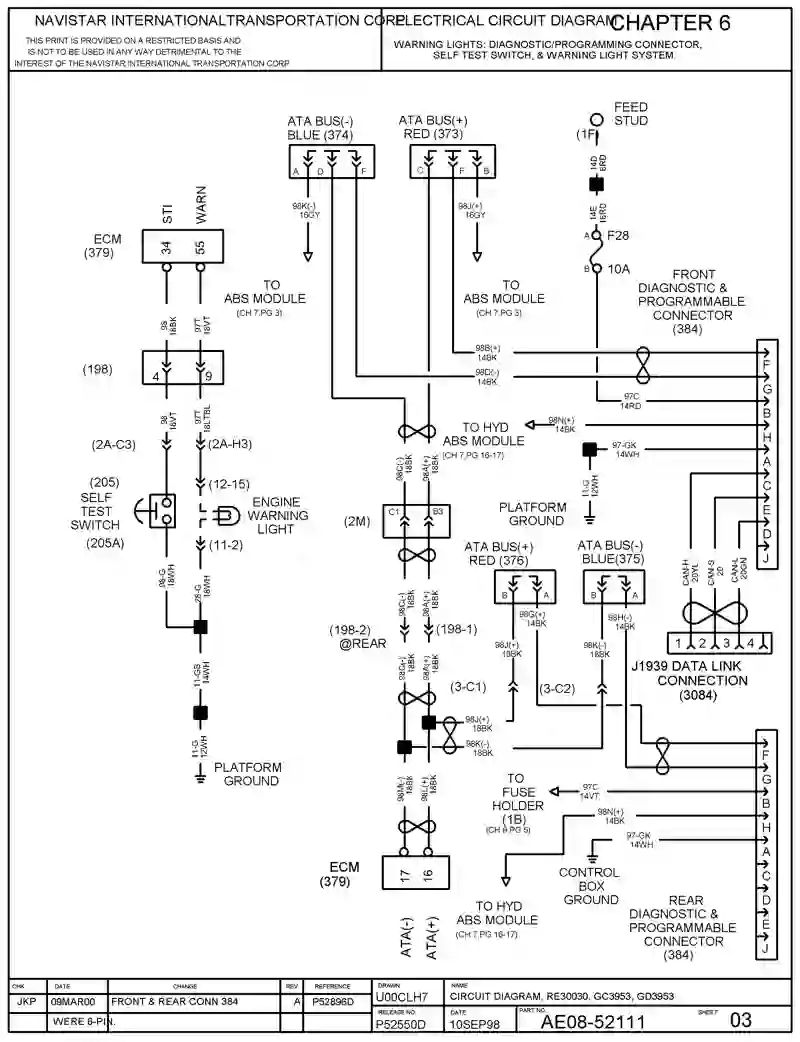 NAVISTAR INTERNATIONALTRANSPORTATION CORP.
THIS PRINT IS PROVIDED ON A RESTRICTED BASIS AND
IS NOT TO BE USED IN ANY WAY DETRIMENTAL TO THE
INTEREST OF THE NAVISTAR INTERNATIONAL TRANSPORTATION CORP
ELECTRICAL CIRCUIT DIAGRAM
CHAPTER 6
WARNING LIGHTS: DIAGNOSTIC/PROGRAMMING CONNECTOR,
SELF TEST SWITCH, & WARNING LIGHT SYSTEM.
ATA BUS(-)
BLUE (374)
A D F
ATA BUS(+)
RED (373)
C F B
FEED
STUD
(1F)
14D
6RD
14E
16RD
A F28
B 10A
98K(-)
16GY
98J(+)
16GY
TO
ABS MODULE
(CH 7,PG 3)
TO
ABS MODULE
(CH 7,PG 3)
STI
WARN
ECM
(379)
34
55
98
18BK
97T
18VT
(198)
4 9
98
18VT
97T
18LTBL
(2A-C3)
(2A-H3)
(205)
SELF
TEST
SWITCH
(205A)
(12-15)
ENGINE
WARNING
LIGHT
(11-2)
98-G
18WH
28-G
18WH
11-GB
14WH
11-G
12WH
PLATFORM
GROUND
FRONT
DIAGNOSTIC &
PROGRAMMABLE
CONNECTOR
(384)
98B(+)
14BK
98D(-)
14BK
97C
14RD
TO HYD
ABS MODULE
(CH 7,PG 16-17)
98N(+)
14BK
97-GK
14WH
F
G
B
H
A
C
E
D
J
98C(-)
18BK
98A(+)
18BK
11-G
12WH
PLATFORM
GROUND
(2M)
C1 B3
CAN-H
20YL
CAN-S
20
CAN-L
20GN
ATA BUS(+)
RED (376)
B A
ATA BUS(-)
BLUE(375)
B A
98C(-)
18BK
98A(+)
18BK
98G(+)
14BK
98H(-)
14BK
98J(+)
18BK
98K(-)
18BK
(198-2)
@REAR
(198-1)
1 2 3 4
J1939 DATA LINK
CONNECTION
(3084)
98C(-)
18BK
98A(+)
18BK
(3-C1)
(3-C2)
98J(+)
18BK
98K(-)
18BK
98M(-)
18BK
98L(+)
18BK
TO
FUSE
HOLDER
(1B)
97C
14VT
98N(+)
14BK
97-GK
14WH
F
G
B
H
A
C
D
E
J
ECM
(379)
17
16
ATA(-)
ATA(+)
CONTROL
BOX
GROUND
TO HYD
ABS MODULE
(CH 7,PG 16-17)
REAR
DIAGNOSTIC &
PROGRAMMABLE
CONNECTOR
(384)
CHK DATE CHANGE REV REFERENCE
JKP 09MAR00 FRONT & REAR CONN 384 A P52896D
WERE 6-PIN.
DRAWN
U00CLH7
NAME
CIRCUIT DIAGRAM, RE30030. GC3953, GD3953
RELEASE NO.
P52550D
DATE
10SEP98
PART NO.
AE08-52111
SHEET
03